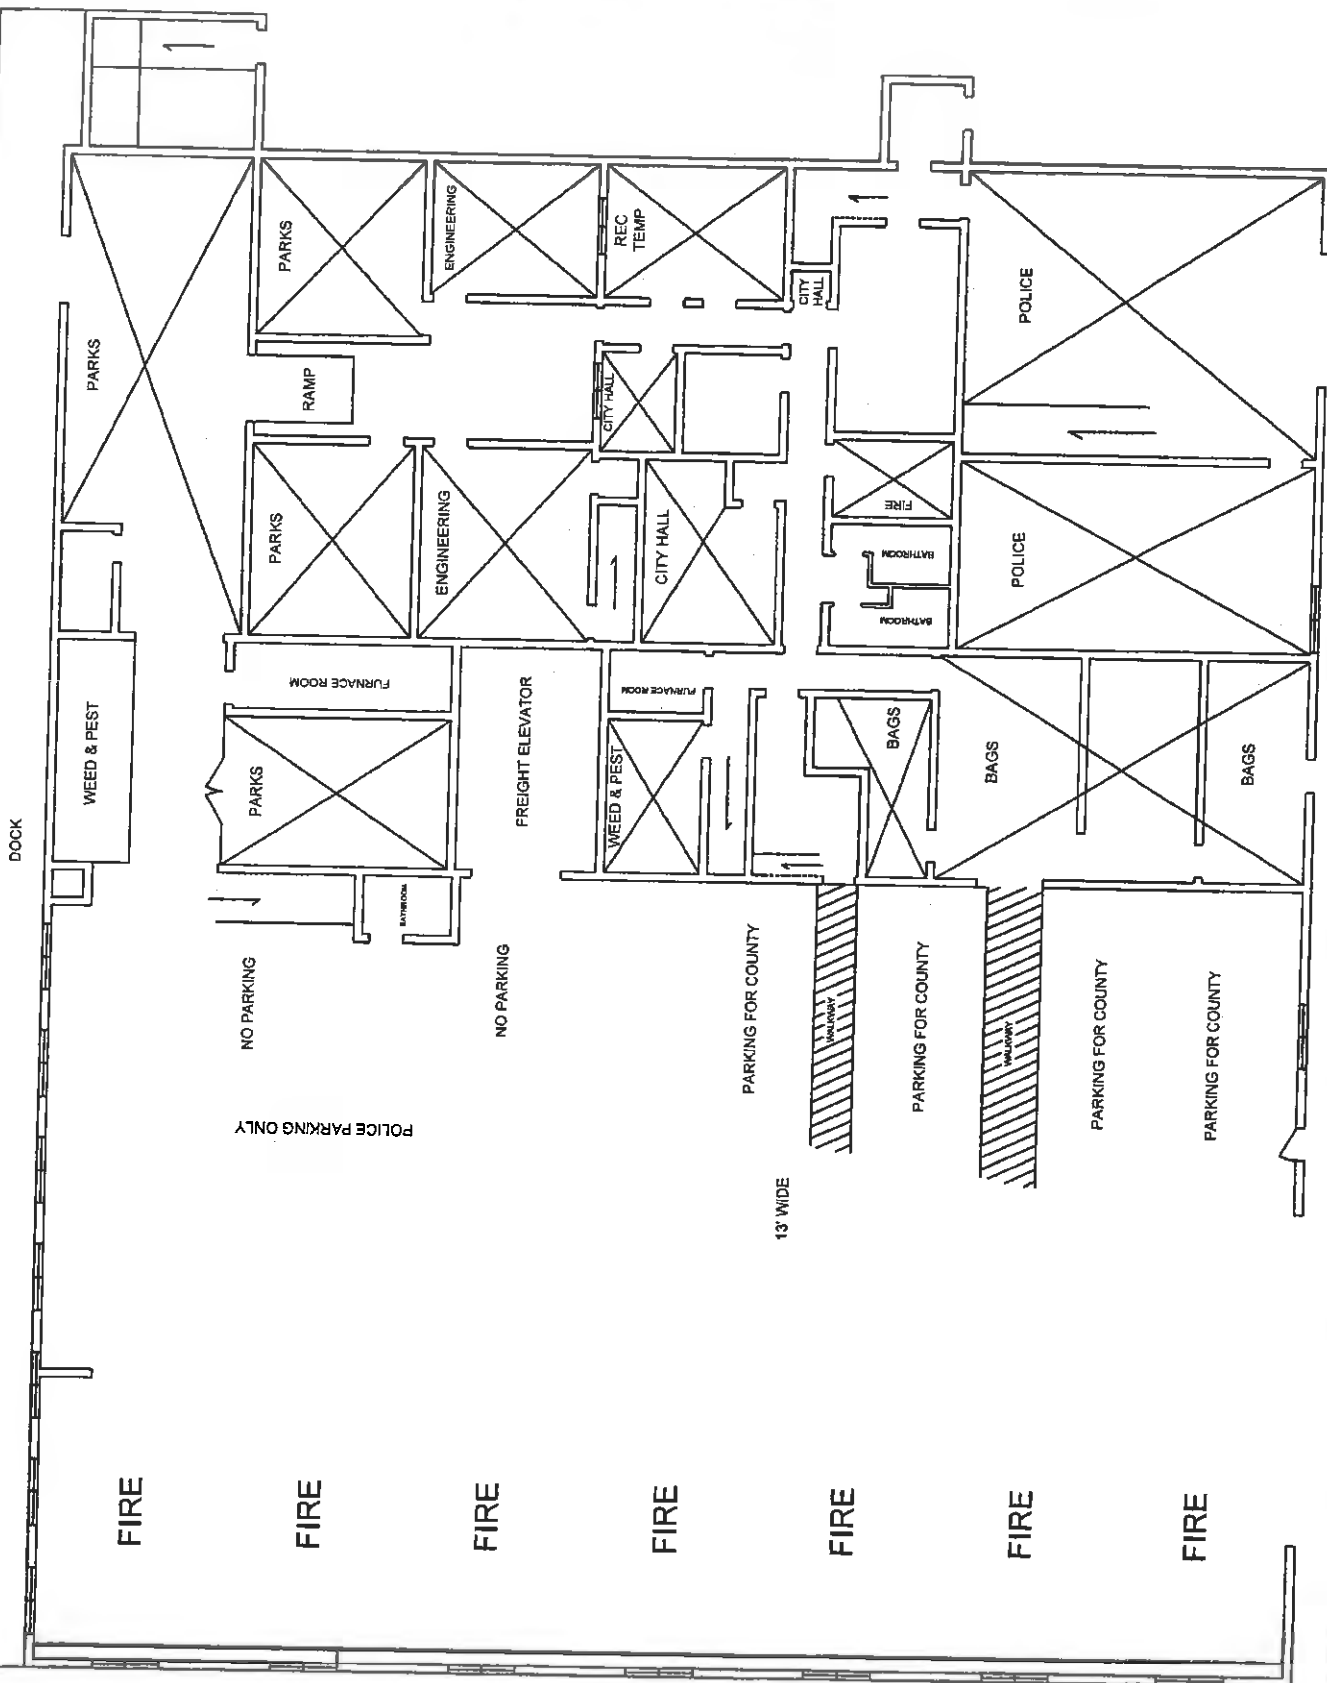 DOCK
WEED & PEST
PARKS
PARKS
ENGINEERING
REC
TEMP
CITY
HALL
POLICE
RAMP
CITY HALL
PARKS
ENGINEERING
CITY HALL
FIRE
BATHROOM
BATHROOM
POLICE
FURNACE ROOM
PARKS
FREIGHT ELEVATOR
FURNACE ROOM
WEED & PEST
BAGS
BAGS
BAGS
BATHROOM
NO PARKING
NO PARKING
PARKING FOR COUNTY
WALKWAY
PARKING FOR COUNTY
WALKWAY
PARKING FOR COUNTY
PARKING FOR COUNTY
POLICE PARKING ONLY
13' WIDE
FIRE
FIRE
FIRE
FIRE
FIRE
FIRE
FIRE